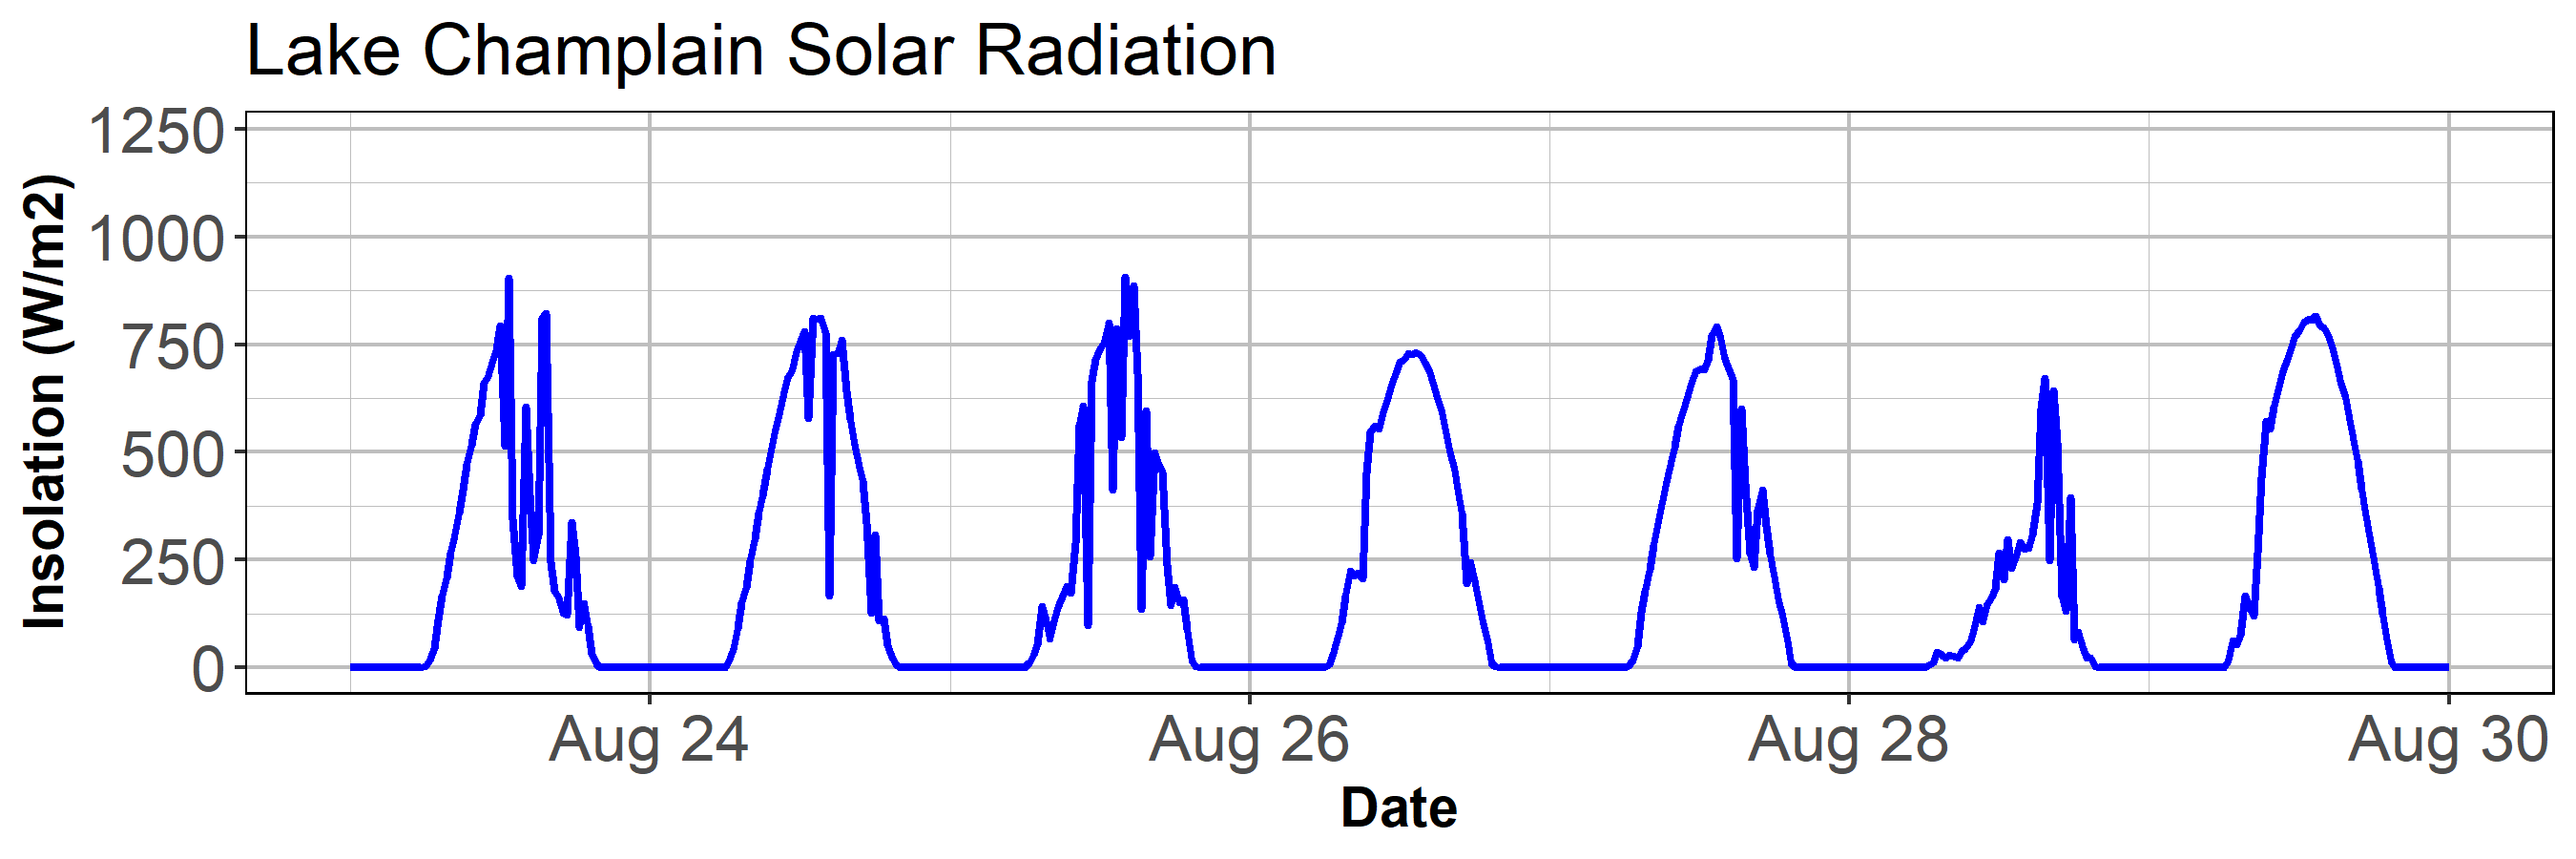 Lake Champlain Solar Radiation
Insolation (W/m2)
1250
1000
750
500
250
0
Aug 24 Aug 26 Aug 28 Aug 30
Date